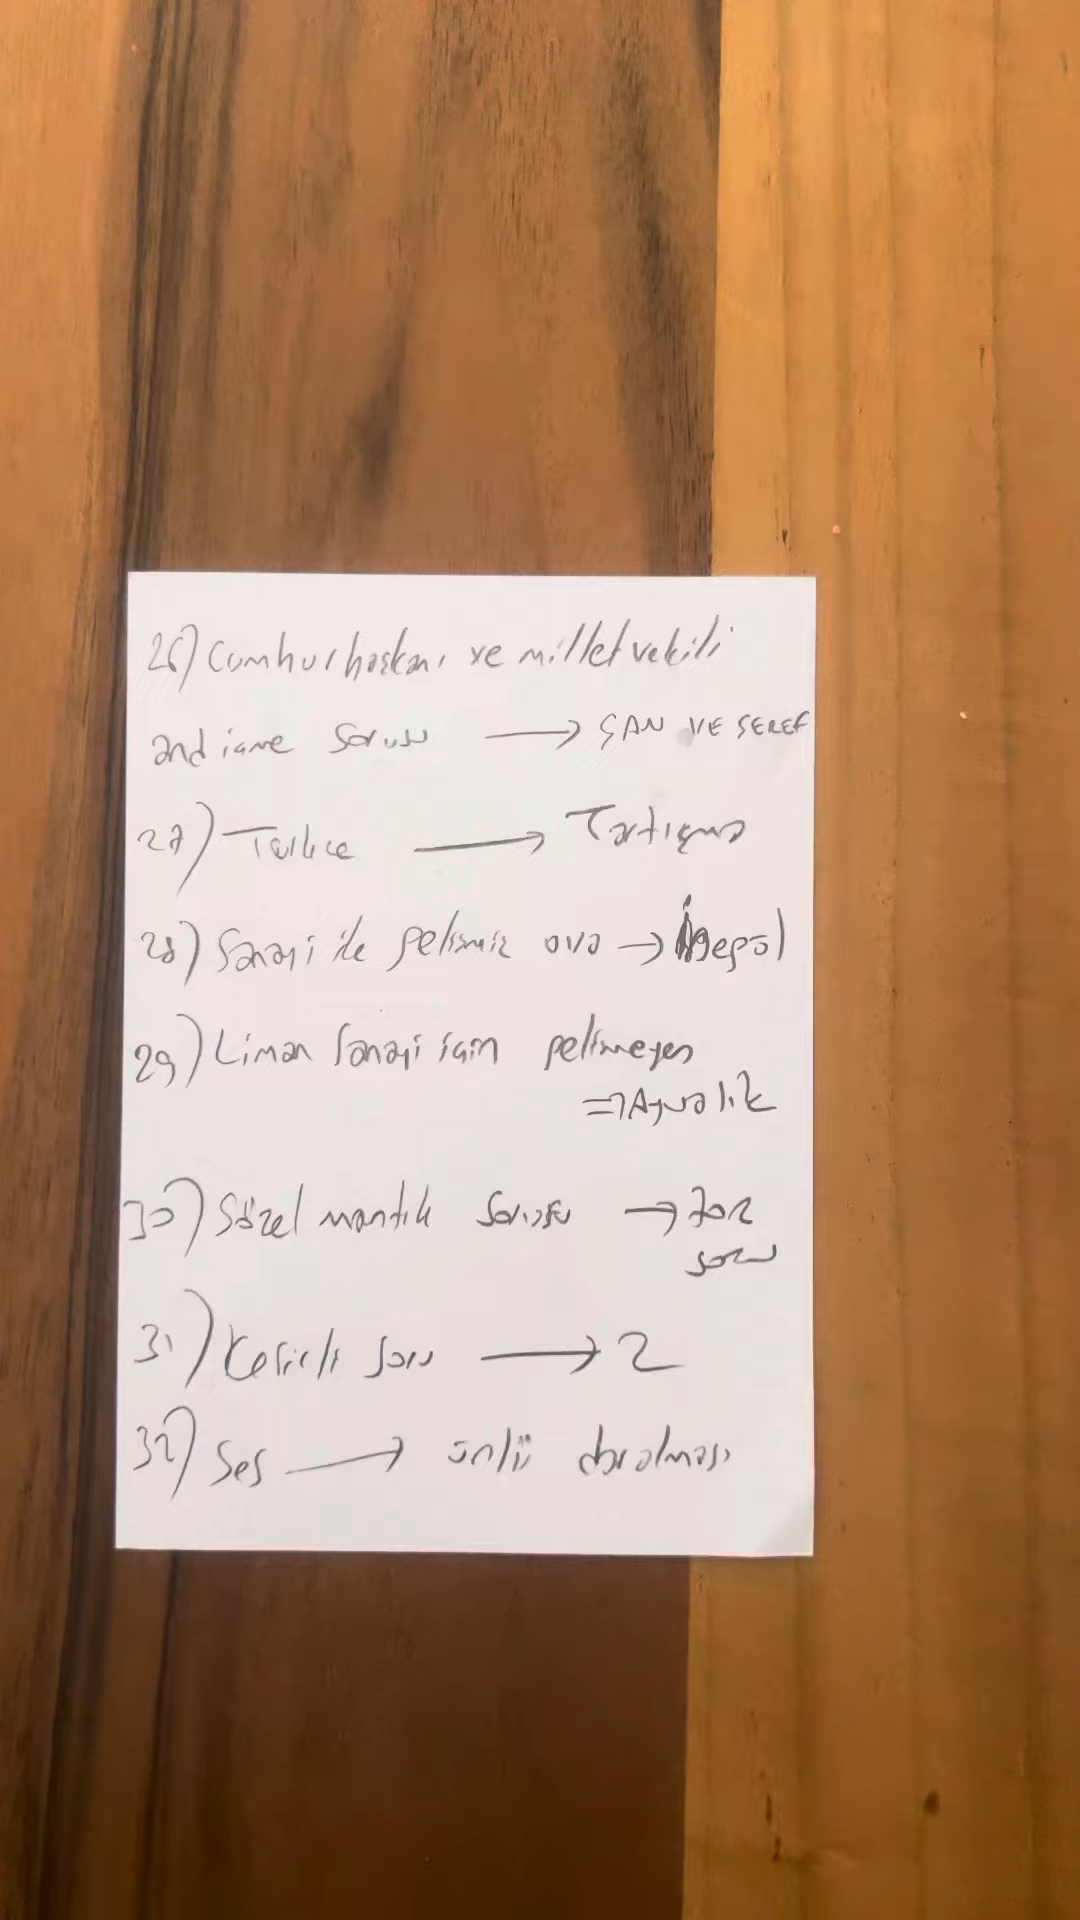 26) Cumhurbaşkanı ve milletvekili
and içme sorusu → ŞAN VE ŞEREF
27) Türkçe → Tartışma
28) Sanayi ile gelişmiş ova → İnegöl
29) Liman sanayi için gelişmeyen
⇒ Ayvalık
30) Sözel mantık sorusu → zor
soru
31) Kesirli soru → 2
32) Ses → ünlü daralması